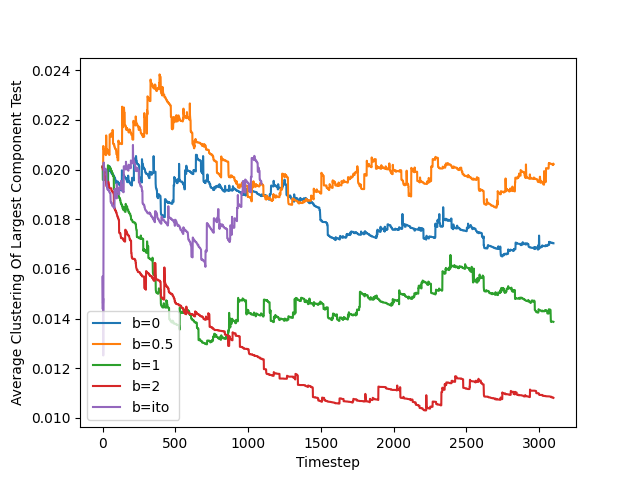 Average Clustering Of Largest Component Test
0.024
0.022
0.020
0.018
0.016
0.014
0.012
0.010
b=0
b=0.5
b=1
b=2
b=ito
0
500
1000
1500
2000
2500
3000
Timestep